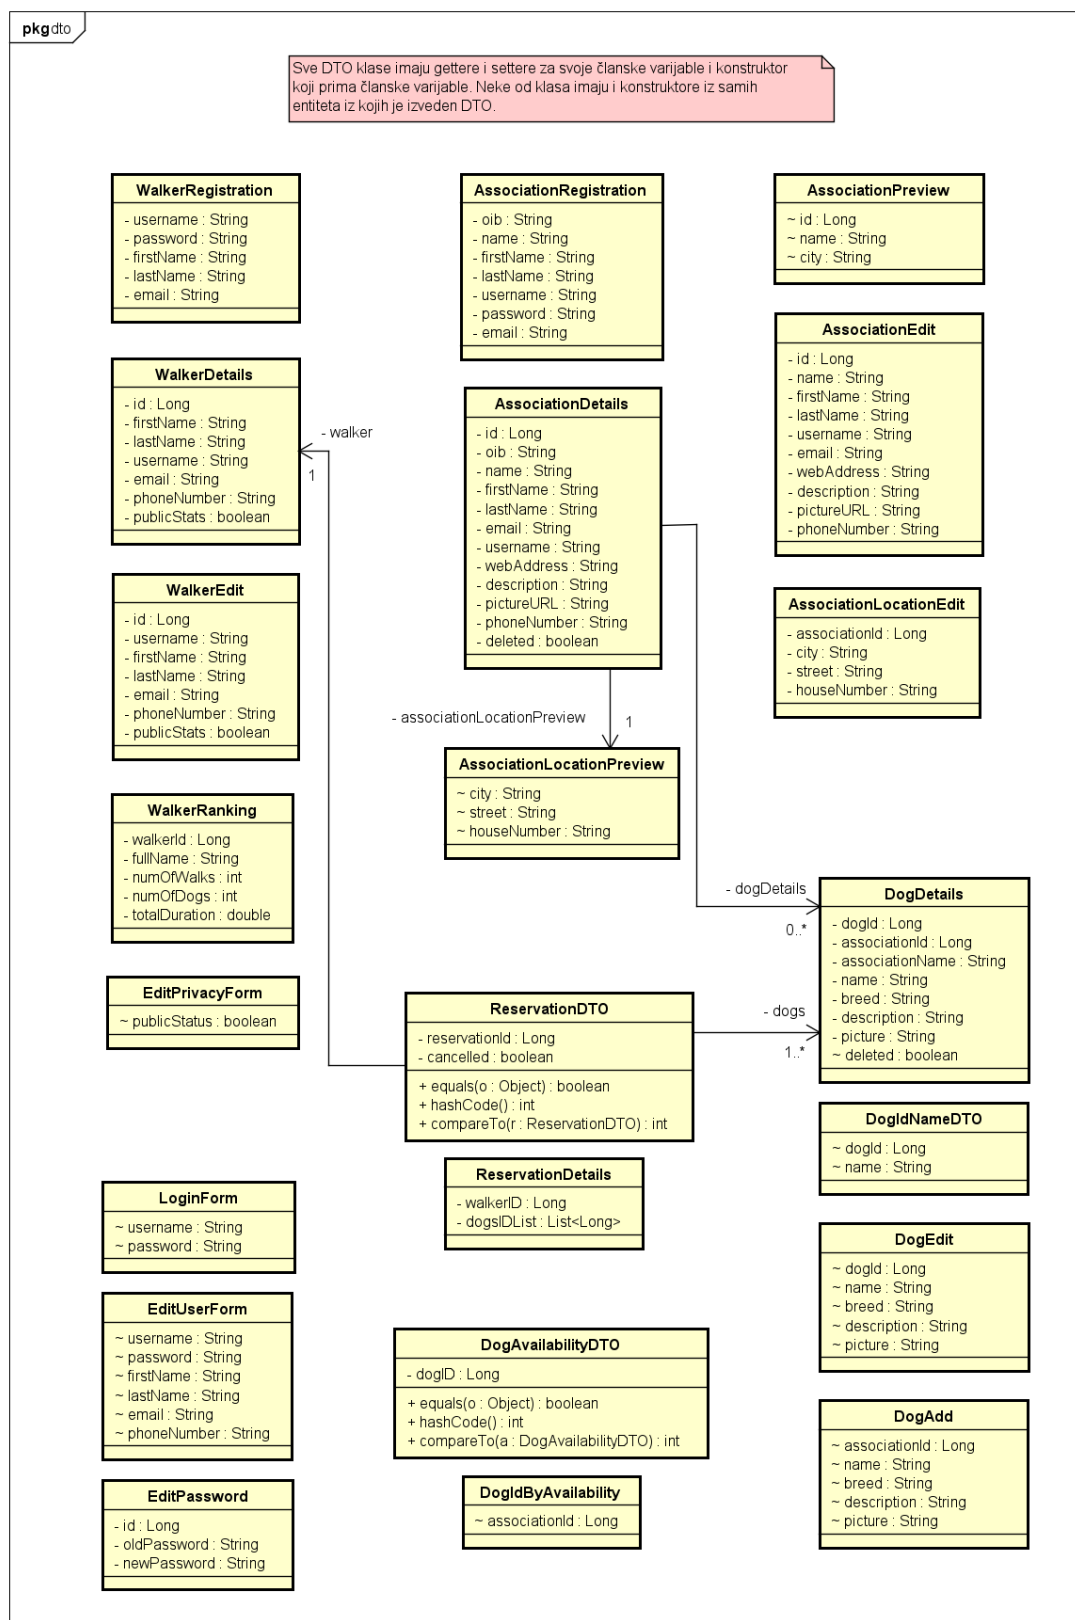 pkg dto
Sve DTO klase imaju gettere i settere za svoje članske varijable i konstruktor
koji prima članske varijable. Neke od klasa imaju i konstruktore iz samih
entiteta iz kojih je izveden DTO.
WalkerRegistration
- username : String
- password : String
- firstName : String
- lastName : String
- email : String
AssociationRegistration
- oib : String
- name : String
- firstName : String
- lastName : String
- username : String
- password : String
- email : String
AssociationPreview
~ id : Long
~ name : String
~ city : String
AssociationEdit
- id : Long
- name : String
- firstName : String
- lastName : String
- username : String
- email : String
- webAddress : String
- description : String
- pictureURL : String
- phoneNumber : String
WalkerDetails
- id : Long
- firstName : String
- lastName : String
- username : String
- email : String
- phoneNumber : String
- publicStats : boolean
- walker
1
AssociationDetails
- id : Long
- oib : String
- name : String
- firstName : String
- lastName : String
- email : String
- username : String
- webAddress : String
- description : String
- pictureURL : String
- phoneNumber : String
- deleted : boolean
WalkerEdit
- id : Long
- username : String
- firstName : String
- lastName : String
- email : String
- phoneNumber : String
- publicStats : boolean
AssociationLocationEdit
- associationId : Long
- city : String
- street : String
- houseNumber : String
- associationLocationPreview
1
AssociationLocationPreview
~ city : String
~ street : String
~ houseNumber : String
WalkerRanking
- walkerId : Long
- fullName : String
- numOfWalks : int
- numOfDogs : int
- totalDuration : double
- dogDetails
0..*
DogDetails
- dogId : Long
- associationId : Long
- associationName : String
- name : String
- breed : String
- description : String
- picture : String
~ deleted : boolean
EditPrivacyForm
~ publicStatus : boolean
ReservationDTO
- reservationId : Long
- cancelled : boolean
+ equals(o : Object) : boolean
+ hashCode() : int
+ compareTo(r : ReservationDTO) : int
- dogs
1..*
DogIdNameDTO
~ dogId : Long
~ name : String
ReservationDetails
- walkerID : Long
- dogsIDList : List<Long>
LoginForm
~ username : String
~ password : String
DogEdit
~ dogId : Long
~ name : String
~ breed : String
~ description : String
~ picture : String
EditUserForm
~ username : String
~ password : String
~ firstName : String
~ lastName : String
~ email : String
~ phoneNumber : String
DogAvailabilityDTO
- dogID : Long
+ equals(o : Object) : boolean
+ hashCode() : int
+ compareTo(a : DogAvailabilityDTO) : int
DogAdd
~ associationId : Long
~ name : String
~ breed : String
~ description : String
~ picture : String
EditPassword
- id : Long
- oldPassword : String
- newPassword : String
DogIdByAvailability
~ associationId : Long